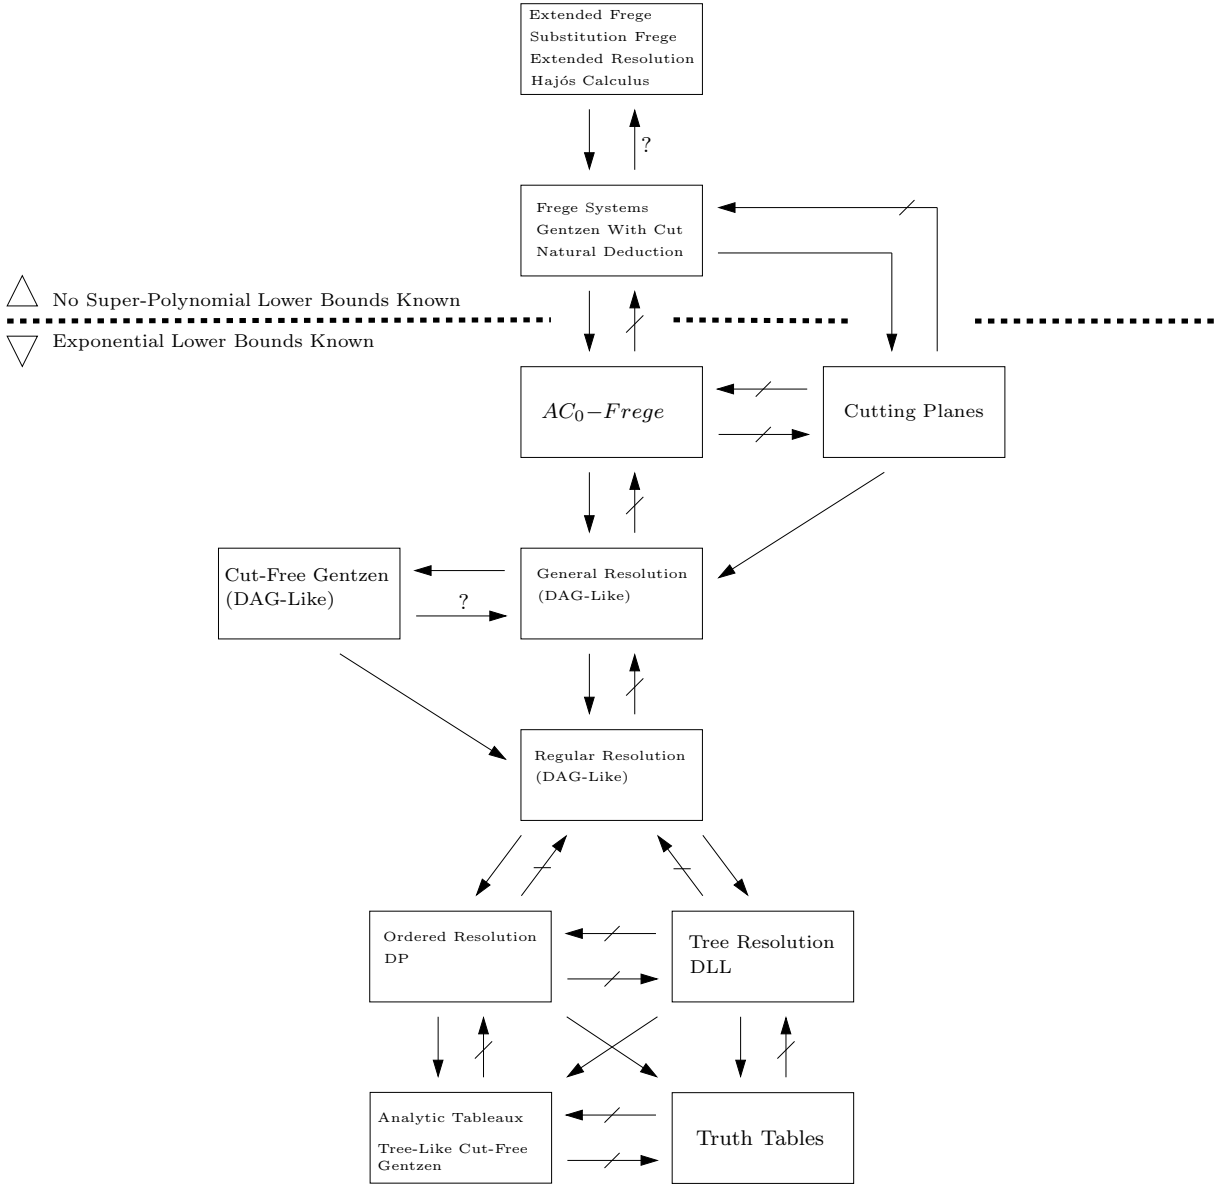 Extended Frege
Substitution Frege
Extended Resolution
Hajós Calculus
?
Frege Systems
Gentzen With Cut
Natural Deduction
No Super-Polynomial Lower Bounds Known
Exponential Lower Bounds Known
AC₀−Frege
Cutting Planes
Cut-Free Gentzen
(DAG-Like)
?
General Resolution
(DAG-Like)
Regular Resolution
(DAG-Like)
Ordered Resolution
DP
Tree Resolution
DLL
Analytic Tableaux
Tree-Like Cut-Free
Gentzen
Truth Tables